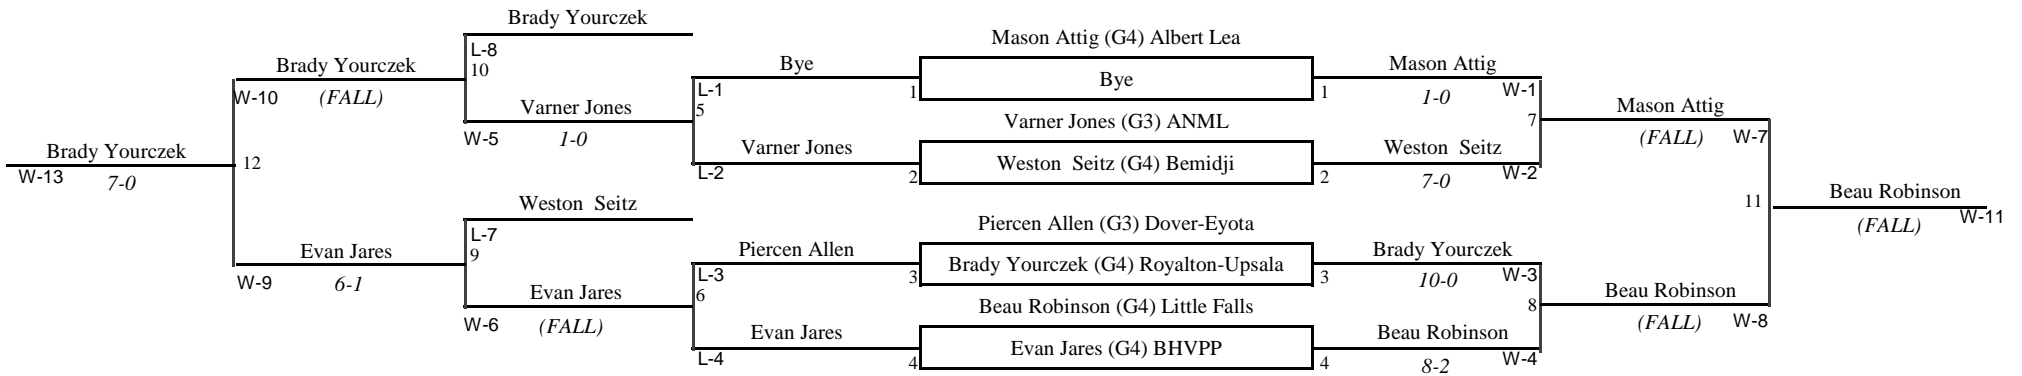 Brady Yourczek
L-8
10
Brady Yourczek
W-10
(FALL)
Varner Jones
W-5
1-0
Brady Yourczek
W-13
7-0
12
Bye
L-1
1
5
Varner Jones
L-2
2
Mason Attig (G4) Albert Lea
Bye
Varner Jones (G3) ANML
Weston  Seitz (G4) Bemidji
Mason Attig
1
1-0
W-1
7
Weston  Seitz
2
7-0
W-2
Mason Attig
(FALL)
W-7
11
Beau Robinson
(FALL)
W-11
Weston  Seitz
L-7
9
Evan Jares
W-9
6-1
Evan Jares
W-6
(FALL)
Piercen Allen
L-3
3
6
Evan Jares
L-4
4
Piercen Allen (G3) Dover-Eyota
Brady Yourczek (G4) Royalton-Upsala
Beau Robinson (G4) Little Falls
Evan Jares (G4) BHVPP
Brady Yourczek
3
10-0
W-3
8
Beau Robinson
4
8-2
W-4
Beau Robinson
(FALL)
W-8